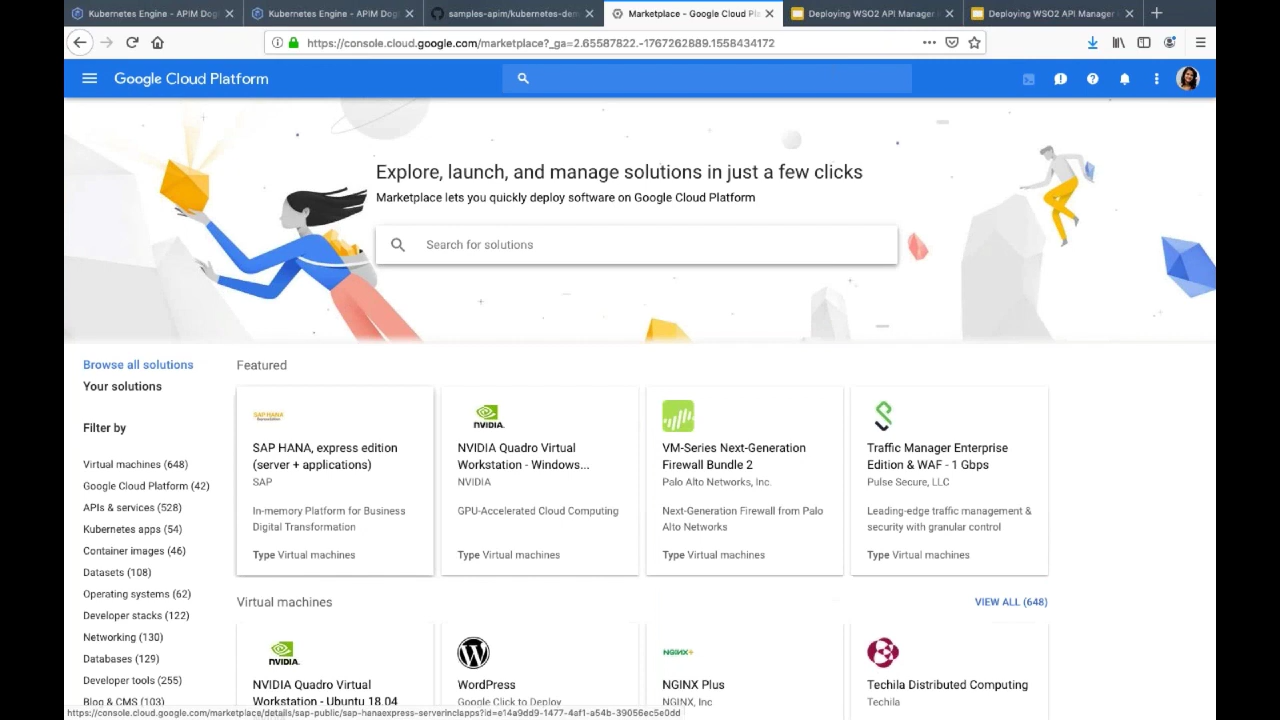 Kubernetes Engine - APIM Dog
Kubernetes Engine - APIM Dog
samples-apim/kubernetes-dem
Marketplace - Google Cloud Pl
Deploying WSO2 API Manager
Deploying WSO2 API Manager
https://console.cloud.google.com/marketplace?_ga=2.65587822.-1767262889.1558434172
Google Cloud Platform
Explore, launch, and manage solutions in just a few clicks
Marketplace lets you quickly deploy software on Google Cloud Platform
Search for solutions
Browse all solutions
Your solutions
Filter by
Virtual machines (648)
Google Cloud Platform (42)
APIs & services (528)
Kubernetes apps (54)
Container images (46)
Datasets (108)
Operating systems (62)
Developer stacks (122)
Networking (130)
Databases (129)
Developer tools (255)
Blog & CMS (103)
Featured
SAP HANA
SAP HANA, express edition
(server + applications)
SAP
In-memory Platform for Business
Digital Transformation
Type Virtual machines
NVIDIA.
NVIDIA Quadro Virtual
Workstation - Windows...
NVIDIA
GPU-Accelerated Cloud Computing
Type Virtual machines
VM-Series Next-Generation
Firewall Bundle 2
Palo Alto Networks, Inc.
Next-Generation Firewall from Palo
Alto Networks
Type Virtual machines
Traffic Manager Enterprise
Edition & WAF - 1 Gbps
Pulse Secure, LLC
Leading-edge traffic management &
security with granular control
Type Virtual machines
Virtual machines
VIEW ALL (648)
NVIDIA.
NVIDIA Quadro Virtual
Workstation - Ubuntu 18.04
WordPress
Google Click to Deploy
NGINX+
NGINX Plus
NGINX, Inc
Techila Distributed Computing
Techila
https://console.cloud.google.com/marketplace/details/sap-public/sap-hanaexpress-serverinclapps?id=e14a9dd9-1477-4af1-a54b-39056ec5e0dd